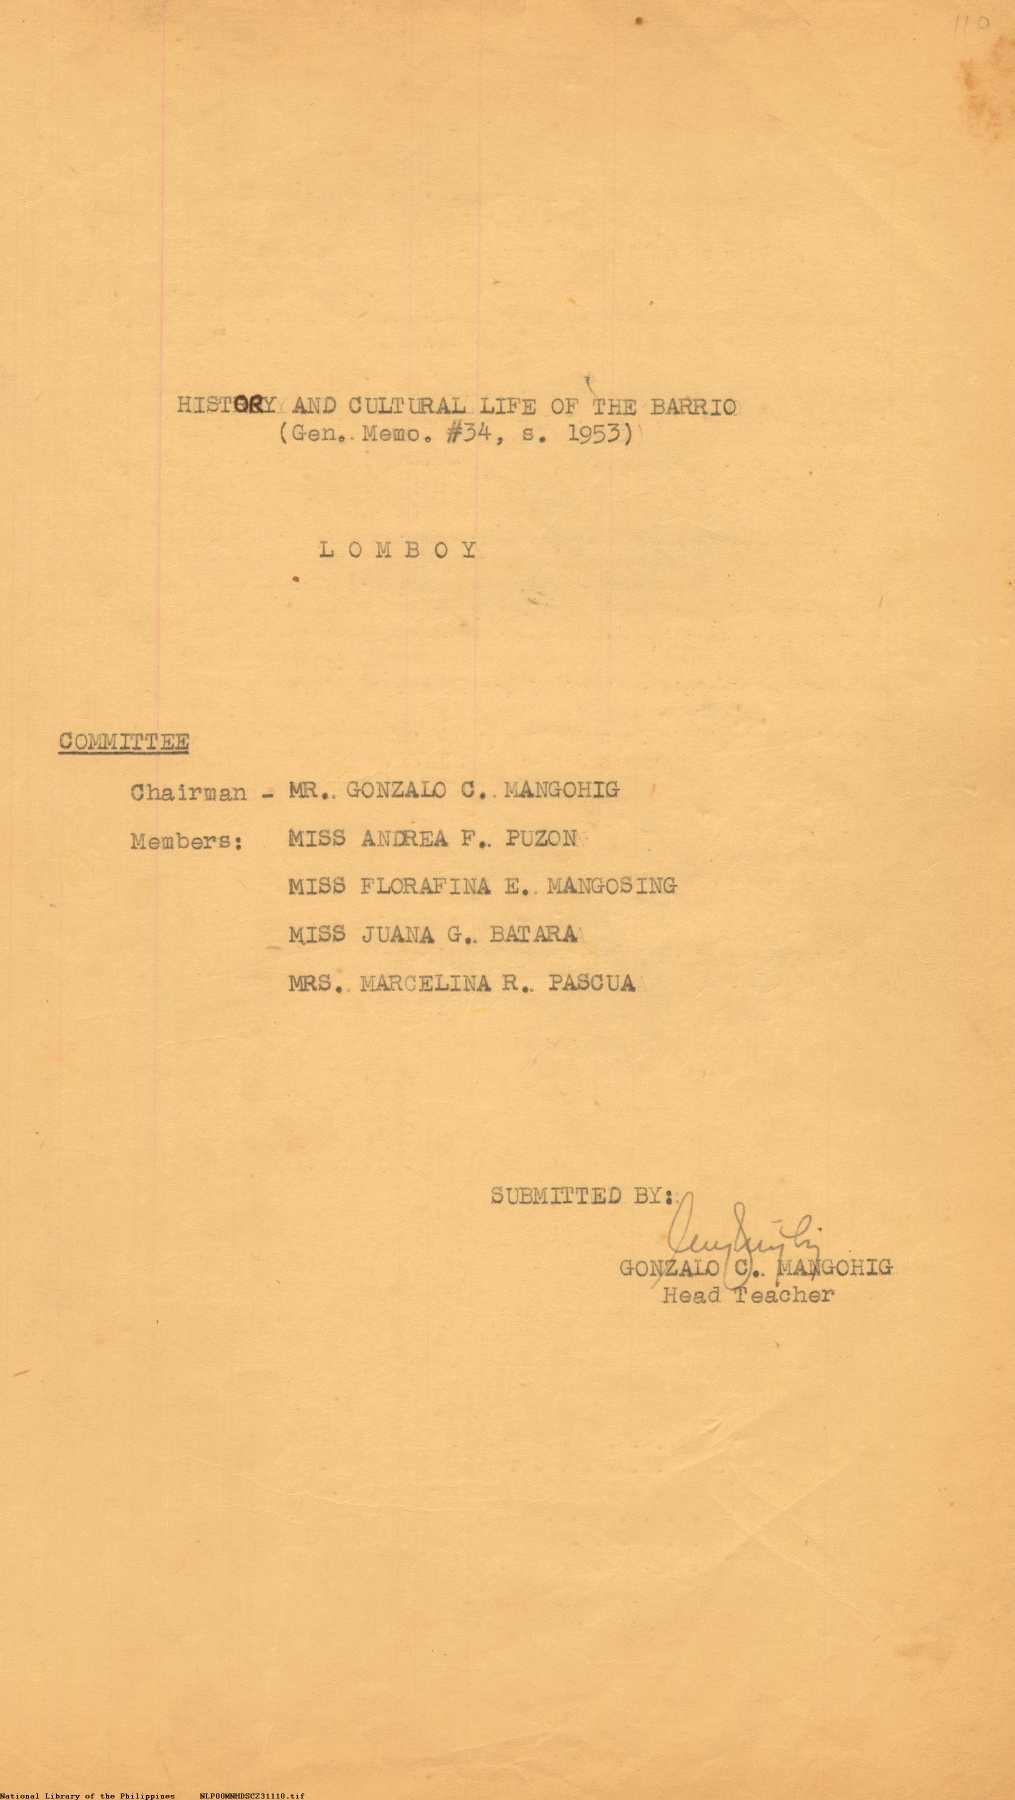 110
HISTORY AND CULTURAL LIFE OF THE BARRIO
(Gen. Memo. #34, s. 1953)
L O M B O Y
COMMITTEE
Chairman - MR. GONZALO C. MANGOHIG
Members: MISS ANDREA F. PUZON
MISS FLORAFINA E. MANGOSING
MISS JUANA G. BATARA
MRS. MARCELINA R. PASCUA
SUBMITTED BY:
GONZALO C. MANGOHIG
Head Teacher
National Library of the Philippines NLP00MNHDSCZ31110.tif